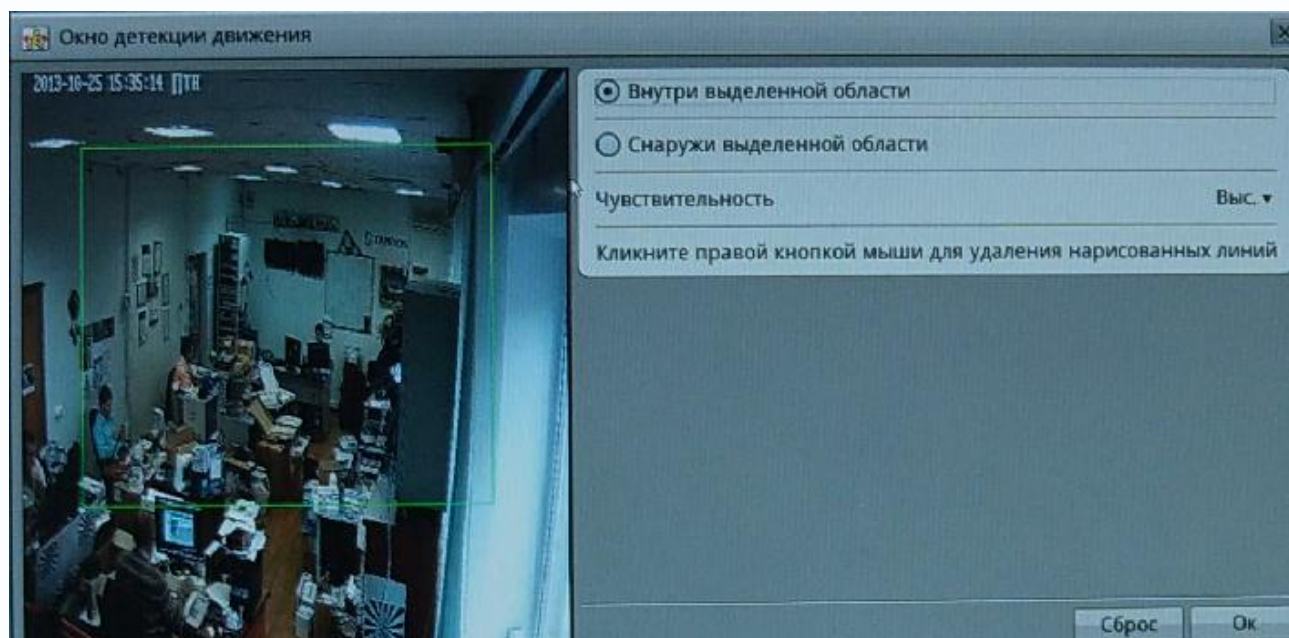 Окно детекции движения
2013-10-25 15:35:14 ПТН
Внутри выделенной области
Снаружи выделенной области
Чувствительность Выс.
Кликните правой кнопкой мыши для удаления нарисованных линий
Сброс Ок